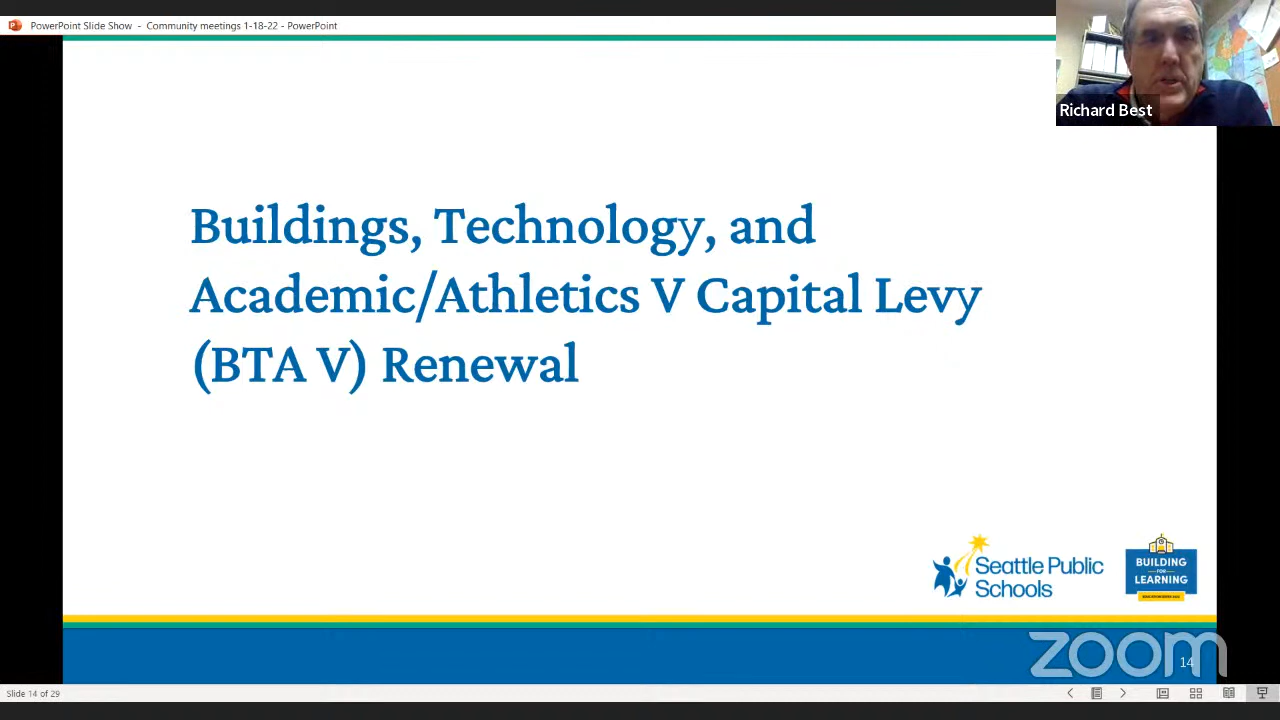 PowerPoint Slide Show - Community meetings 1-18-22 - PowerPoint
Richard Best
Buildings, Technology, and
Academic/Athletics V Capital Levy
(BTA V) Renewal
Seattle Public
Schools
BUILDING
FOR
LEARNING
zoom
14
Slide 14 of 29